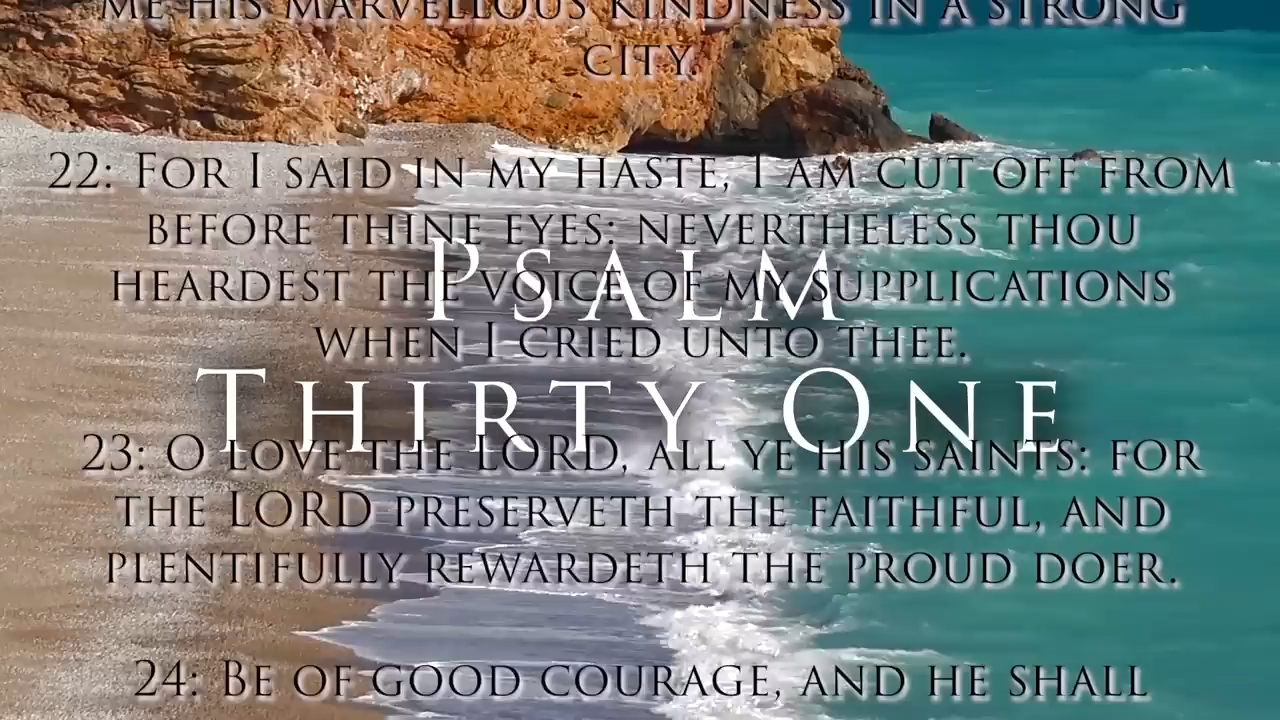 ME HIS MARVELLOUS KINDNESS IN A STRONG
CITY.
22: FOR I SAID IN MY HASTE, I AM CUT OFF FROM
BEFORE THINE EYES: NEVERTHELESS THOU
HEARDEST THE VOICE OF MY SUPPLICATIONS
WHEN I CRIED UNTO THEE.
PSALM
THIRTY ONE
23: O LOVE THE LORD, ALL YE HIS SAINTS: FOR
THE LORD PRESERVETH THE FAITHFUL, AND
PLENTIFULLY REWARDETH THE PROUD DOER.
24: BE OF GOOD COURAGE, AND HE SHALL